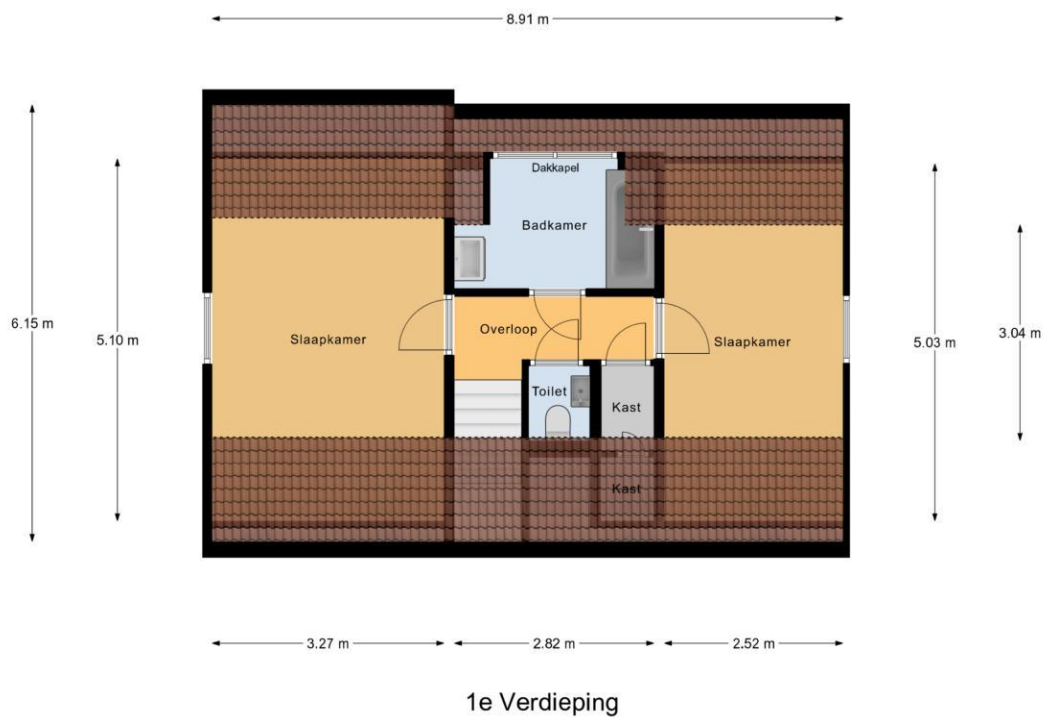 8.91 m
Dakkapel
Badkamer
6.15 m
5.10 m
Slaapkamer
Overloop
Slaapkamer
5.03 m
3.04 m
Toilet
Kast
Kast
3.27 m
2.82 m
2.52 m
1e Verdieping